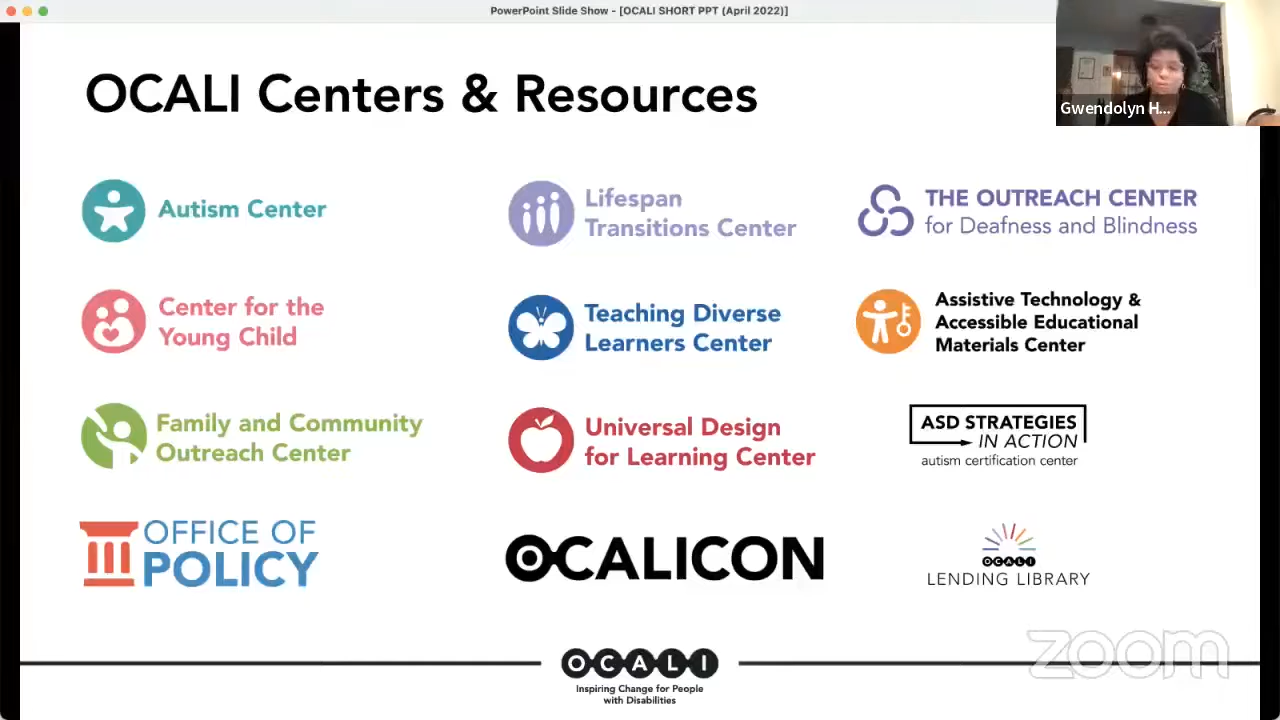 PowerPoint Slide Show - [OCALI SHORT PPT (April 2022)]
Gwendolyn H...
OCALI Centers & Resources
Autism Center
Lifespan
Transitions Center
THE OUTREACH CENTER
for Deafness and Blindness
Center for the
Young Child
Teaching Diverse
Learners Center
Assistive Technology &
Accessible Educational
Materials Center
Family and Community
Outreach Center
Universal Design
for Learning Center
ASD STRATEGIES
IN ACTION
autism certification center
OFFICE OF
POLICY
OCALICON
OCALI
LENDING LIBRARY
zoom
OCALI
Inspiring Change for People
with Disabilities